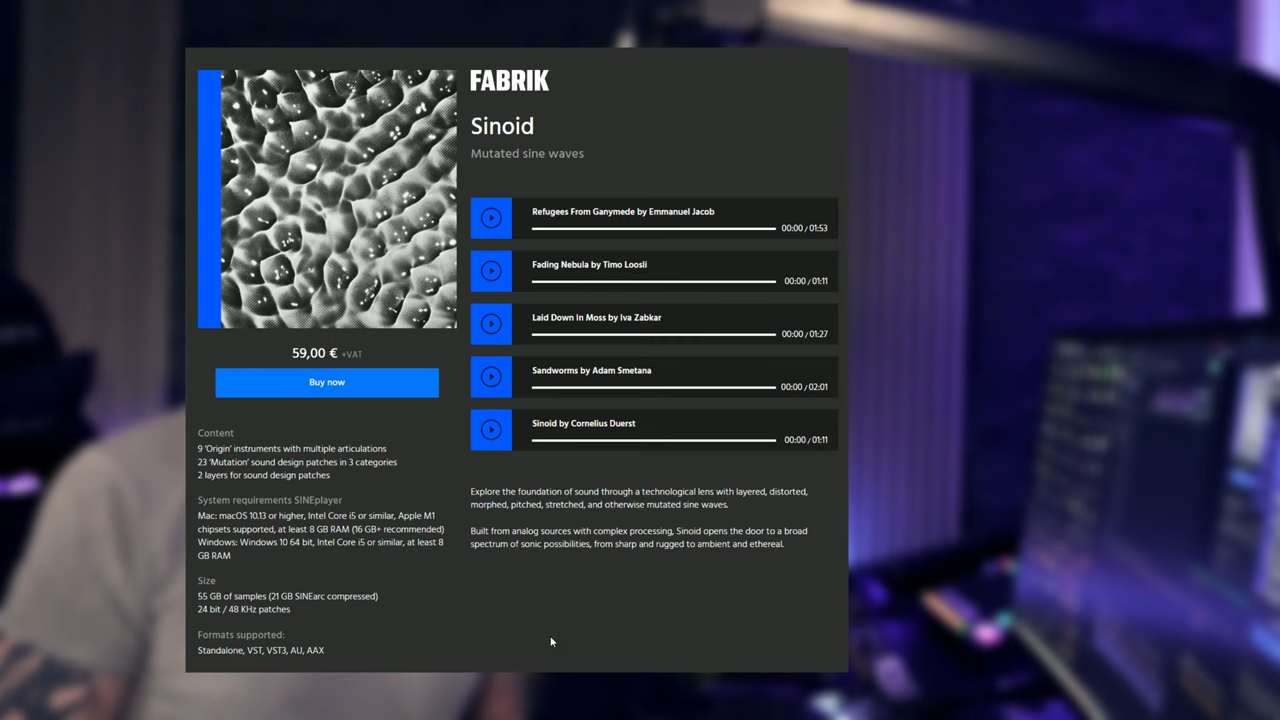 FABRIK
Sinoid
Mutated sine waves
Refugees From Ganymede by Emmanuel Jacob
00:00 / 01:53
Fading Nebula by Timo Loosli
00:00 / 01:11
Laid Down In Moss by Iva Zabkar
00:00 / 01:27
Sandworms by Adam Smetana
00:00 / 02:01
Sinoid by Cornelius Duerst
00:00 / 01:11
59,00 € +VAT
Buy now
Content
9 'Origin' instruments with multiple articulations
23 'Mutation' sound design patches in 3 categories
2 layers for sound design patches
System requirements SINEplayer
Mac: macOS 10.13 or higher, Intel Core i5 or similar, Apple M1
chipsets supported, at least 8 GB RAM (16 GB+ recommended)
Windows: Windows 10 64 bit, Intel Core i5 or similar, at least 8
GB RAM
Size
55 GB of samples (21 GB SINEarc compressed)
24 bit / 48 KHz patches
Formats supported:
Standalone, VST, VST3, AU, AAX
Explore the foundation of sound through a technological lens with layered, distorted,
morphed, pitched, stretched, and otherwise mutated sine waves.
Built from analog sources with complex processing, Sinoid opens the door to a broad
spectrum of sonic possibilities, from sharp and rugged to ambient and ethereal.